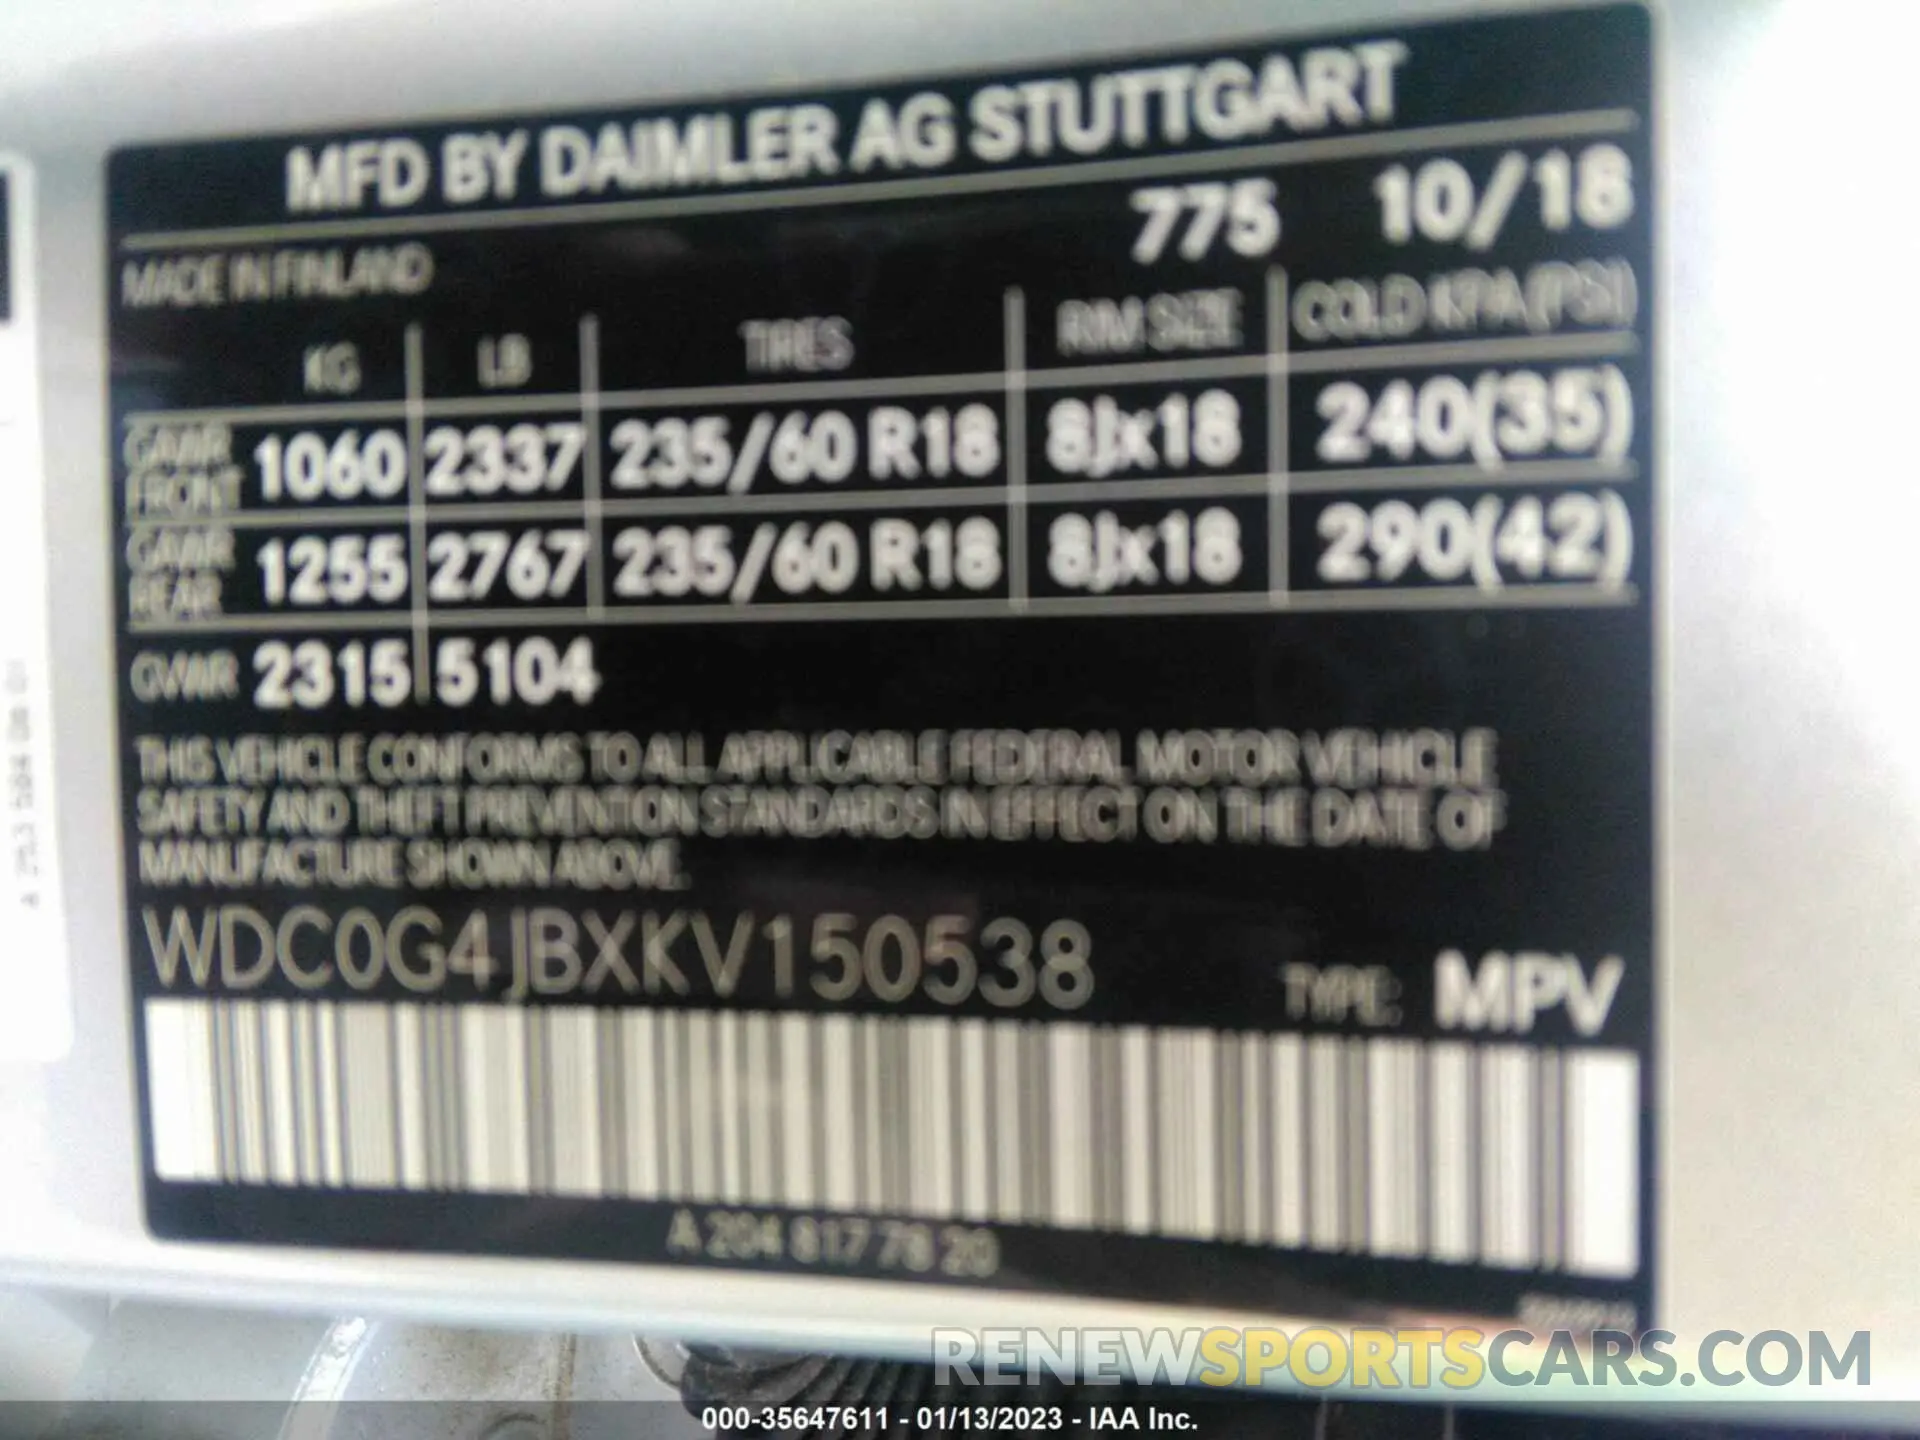 MFD BY DAIMLER AG STUTTGART
775 10/18
MADE IN FINLAND
KG LB TIRES RIM SIZE COLD KPA(PSI)
GAWR FRONT 1060 2337 235/60 R18 8Jx18 240(35)
GAWR REAR 1255 2767 235/60 R18 8Jx18 290(42)
GVWR 2315 5104
THIS VEHICLE CONFORMS TO ALL APPLICABLE FEDERAL MOTOR VEHICLE
SAFETY AND THEFT PREVENTION STANDARDS IN EFFECT ON THE DATE OF
MANUFACTURE SHOWN ABOVE.
WDC0G4JBXKV150538
TYPE: MPV
A 204 817 78 20
RENEWSPORTSCARS.COM
000-35647611 - 01/13/2023 - IAA Inc.